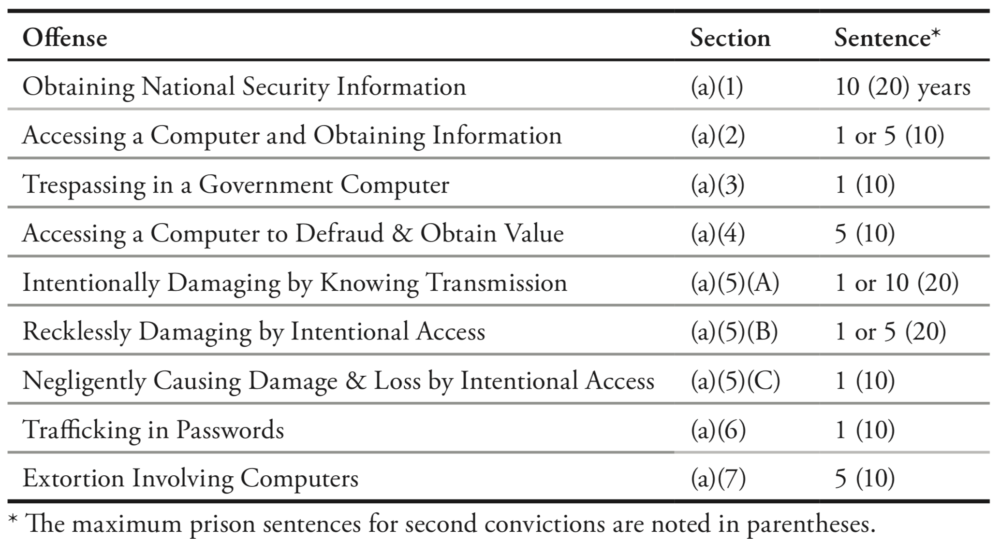 Offense Section Sentence*
Obtaining National Security Information (a)(1) 10 (20) years
Accessing a Computer and Obtaining Information (a)(2) 1 or 5 (10)
Trespassing in a Government Computer (a)(3) 1 (10)
Accessing a Computer to Defraud & Obtain Value (a)(4) 5 (10)
Intentionally Damaging by Knowing Transmission (a)(5)(A) 1 or 10 (20)
Recklessly Damaging by Intentional Access (a)(5)(B) 1 or 5 (20)
Negligently Causing Damage & Loss by Intentional Access (a)(5)(C) 1 (10)
Trafficking in Passwords (a)(6) 1 (10)
Extortion Involving Computers (a)(7) 5 (10)
* The maximum prison sentences for second convictions are noted in parentheses.